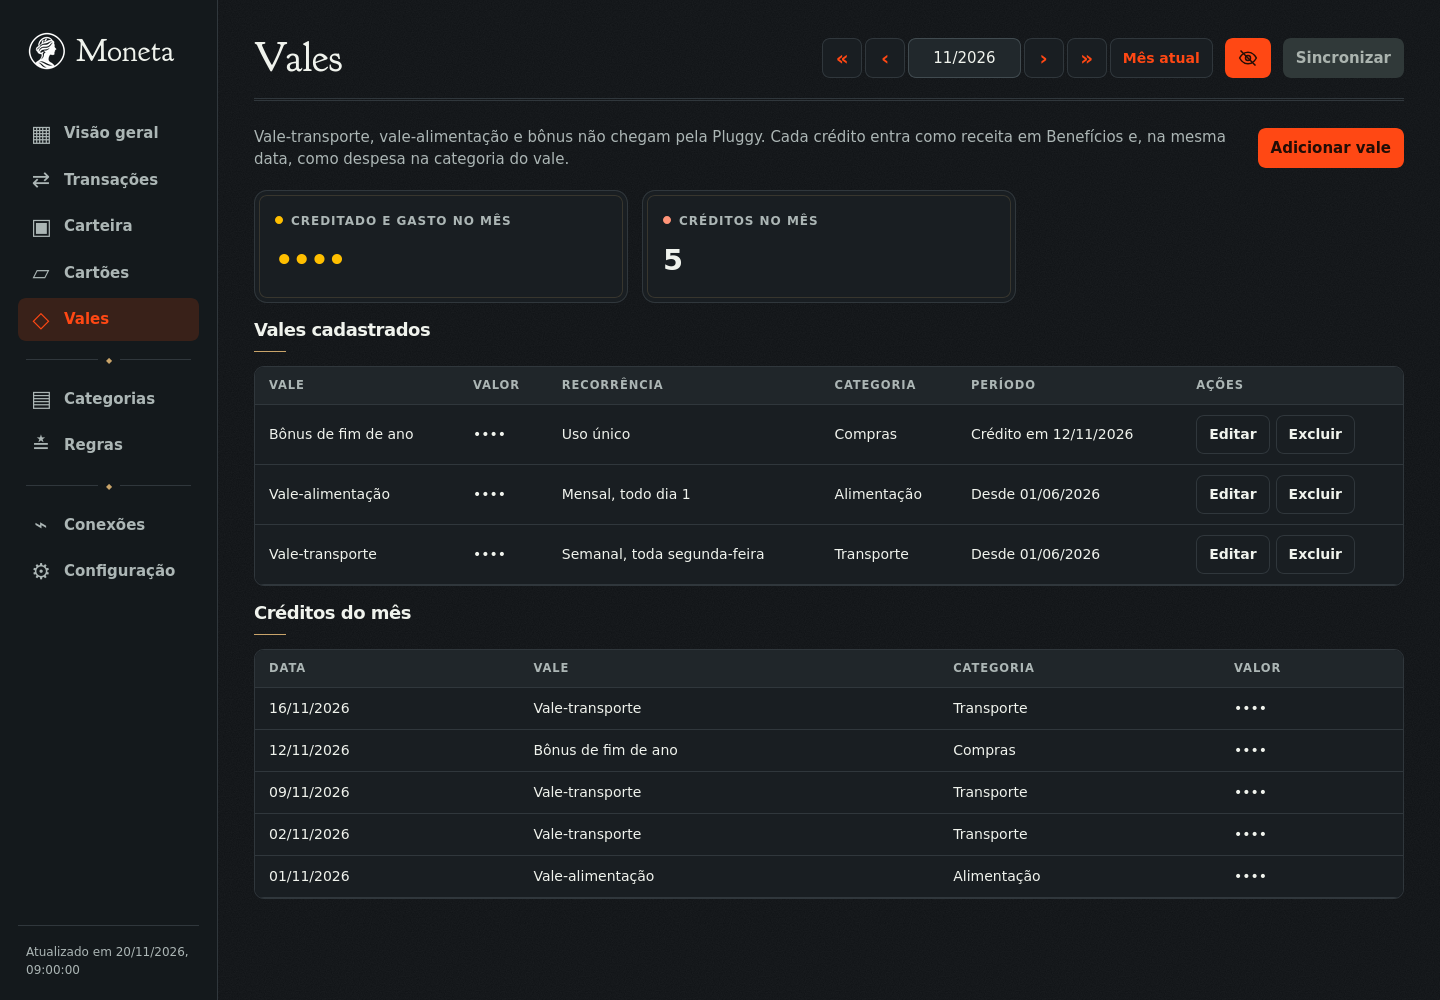 Moneta
Visão geral
Transações
Carteira
Cartões
Vales
Categorias
Regras
Conexões
Configuração
Atualizado em 20/11/2026,
09:00:00
Vales
« ‹ 11/2026 › » Mês atual Sincronizar
Vale-transporte, vale-alimentação e bônus não chegam pela Pluggy. Cada crédito entra como receita em Benefícios e, na mesma
data, como despesa na categoria do vale.
Adicionar vale
CREDITADO E GASTO NO MÊS
••••
CRÉDITOS NO MÊS
5
Vales cadastrados
VALE VALOR RECORRÊNCIA CATEGORIA PERÍODO AÇÕES
Bônus de fim de ano •••• Uso único Compras Crédito em 12/11/2026 Editar Excluir
Vale-alimentação •••• Mensal, todo dia 1 Alimentação Desde 01/06/2026 Editar Excluir
Vale-transporte •••• Semanal, toda segunda-feira Transporte Desde 01/06/2026 Editar Excluir
Créditos do mês
DATA VALE CATEGORIA VALOR
16/11/2026 Vale-transporte Transporte ••••
12/11/2026 Bônus de fim de ano Compras ••••
09/11/2026 Vale-transporte Transporte ••••
02/11/2026 Vale-transporte Transporte ••••
01/11/2026 Vale-alimentação Alimentação ••••